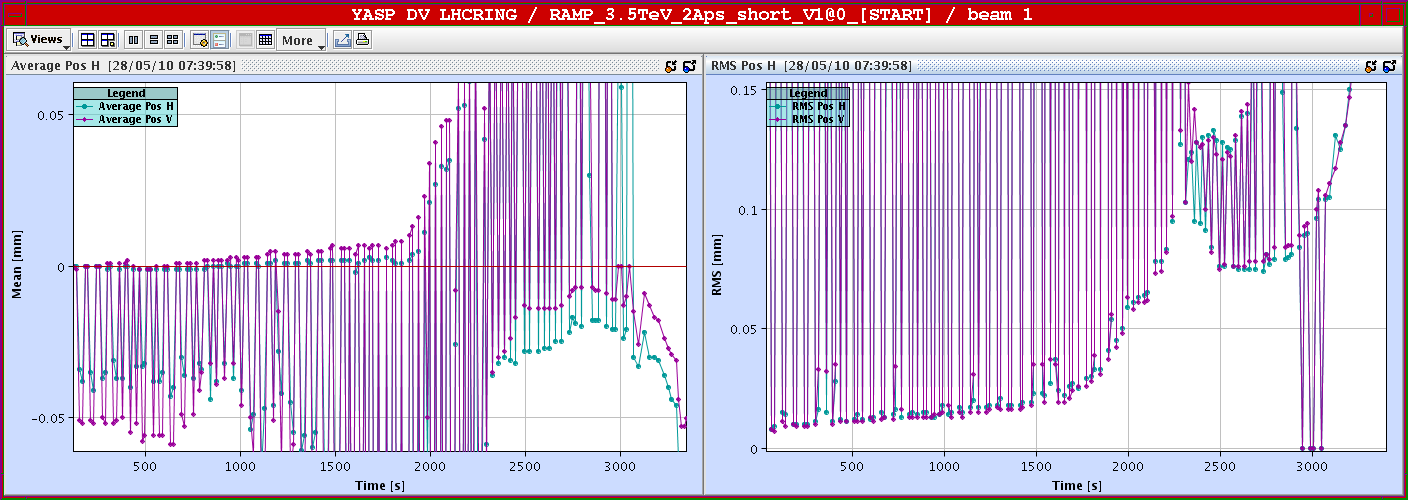 YASP DV LHCRING / RAMP_3.5TeV_2Aps_short_V1@0_[START] / beam 1
Views
More
Average Pos H [28/05/10 07:39:58]
Legend
Average Pos H
Average Pos V
0.05
0
-0.05
Mean [mm]
500 1000 1500 2000 2500 3000
Time [s]
RMS Pos H [28/05/10 07:39:58]
Legend
RMS Pos H
RMS Pos V
0.15
0.1
0.05
0
RMS [mm]
500 1000 1500 2000 2500 3000
Time [s]